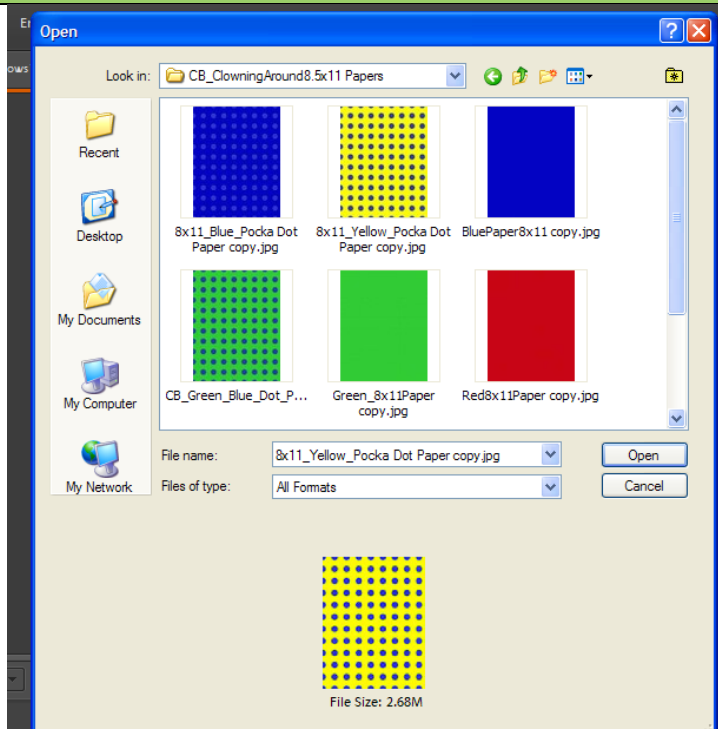 Er
Open
ows
Look in:
CB_ClowningAround8.5x11 Papers
Recent
Desktop
My Documents
My Computer
My Network
8x11_Blue_Pocka Dot
Paper copy.jpg
8x11_Yellow_Pocka Dot
Paper copy.jpg
BluePaper8x11 copy.jpg
CB_Green_Blue_Dot_P...
Green_8x11Paper
copy.jpg
Red8x11Paper copy.jpg
File name:
8x11_Yellow_Pocka Dot Paper copy.jpg
Open
Files of type:
All Formats
Cancel
File Size: 2.68M